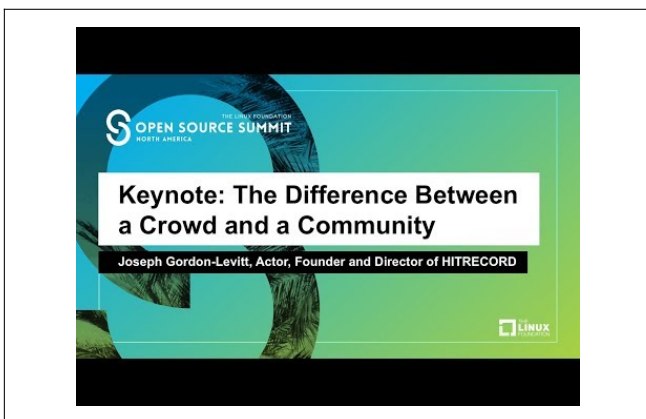 THE LINUX FOUNDATION
OPEN SOURCE SUMMIT
NORTH AMERICA
Keynote: The Difference Between
a Crowd and a Community
Joseph Gordon-Levitt, Actor, Founder and Director of HITRECORD
THE
LINUX
FOUNDATION